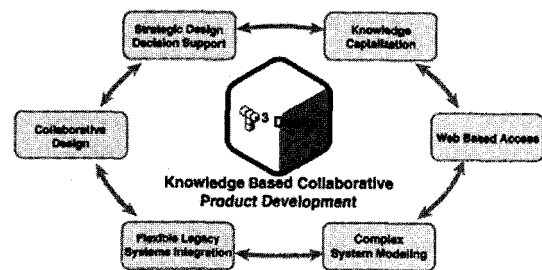 Strategic Design
Decision Support
Knowledge
Capitalization
Collaborative
Design
3
Web Based Access
Knowledge Based Collaborative
Product Development
Flexible Legacy
Systems Integration
Complex
System Modeling